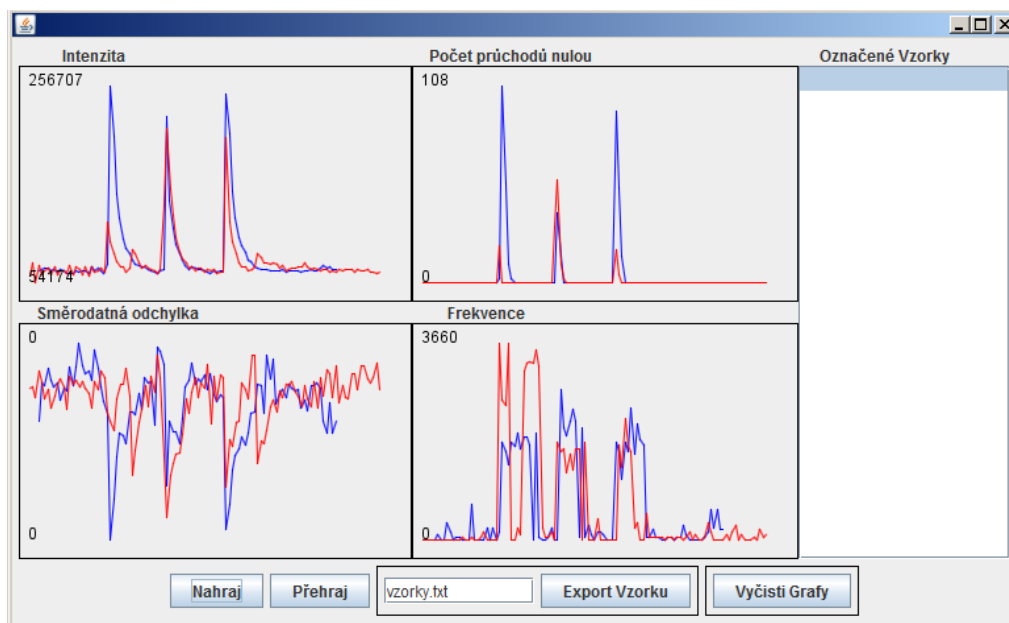 Intenzita
Počet průchodů nulou
Označené Vzorky
256707
108
54174
0
Směrodatná odchylka
Frekvence
0
3660
0
0
Nahraj
Přehraj
vzorky.txt
Export Vzorku
Vyčisti Grafy